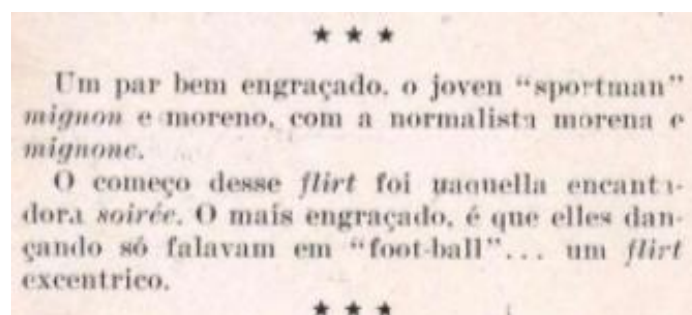 ★ ★ ★
Um par bem engraçado, o joven “sportman”
mignon e moreno, com a normalista morena e
mignone.
O começo desse flirt foi naquella encanta-
dora soirée. O mais engraçado, é que elles dan-
çando só falavam em “foot-ball”... um flirt
excentrico.
★ ★ ★